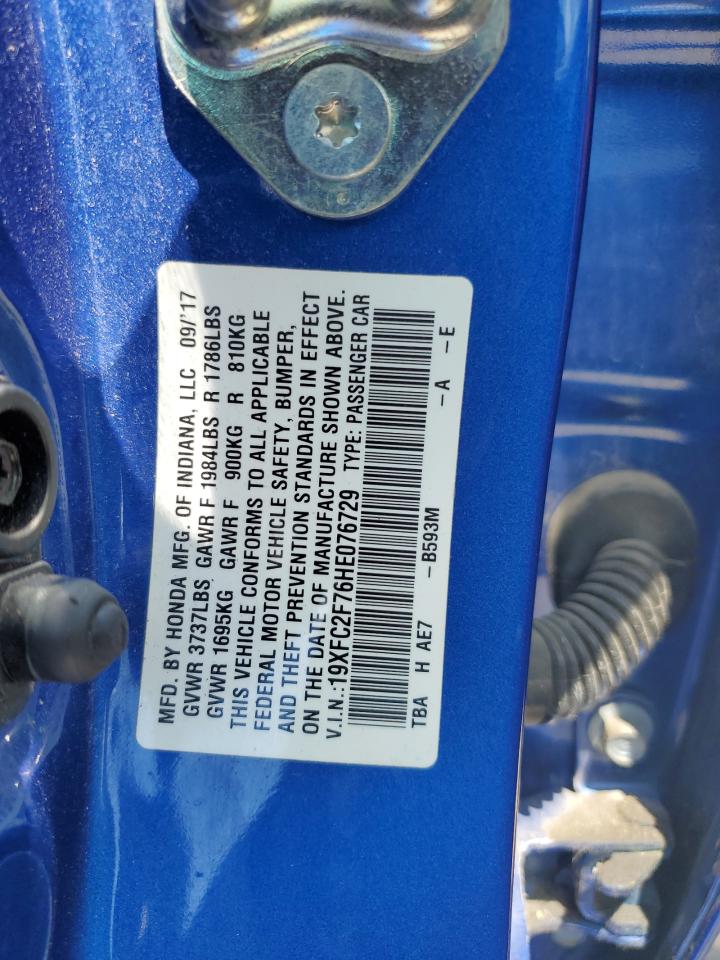 MFD. BY HONDA MFG. OF INDIANA, LLC 09/'17
GVWR 3737LBS GAWR F 1984LBS R 1786LBS
GVWR 1695KG GAWR F 900KG R 810KG
THIS VEHICLE CONFORMS TO ALL APPLICABLE
FEDERAL MOTOR VEHICLE SAFETY, BUMPER,
AND THEFT PREVENTION STANDARDS IN EFFECT
ON THE DATE OF MANUFACTURE SHOWN ABOVE.
V.I.N.:19XFC2F76HE076729 TYPE: PASSENGER CAR
TBA H AE7 -B593M -A -E